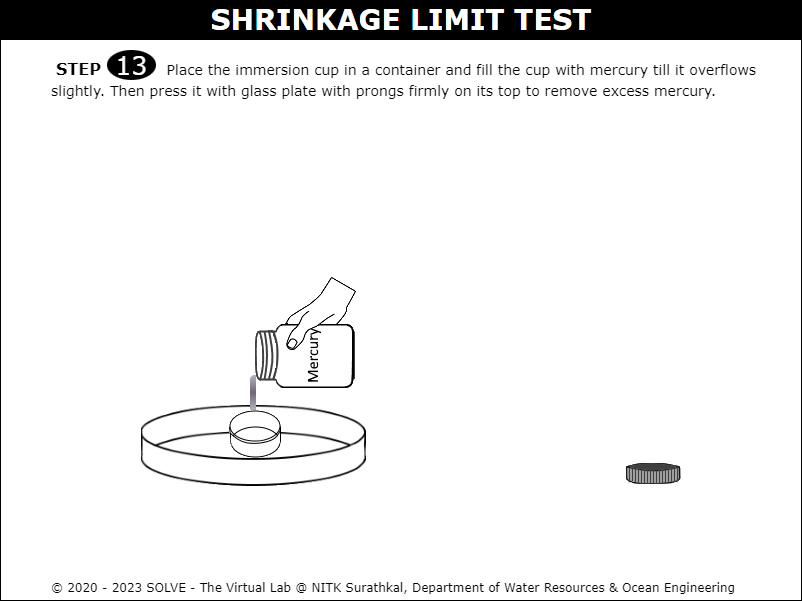 SHRINKAGE LIMIT TEST
STEP 13 Place the immersion cup in a container and fill the cup with mercury till it overflows
slightly. Then press it with glass plate with prongs firmly on its top to remove excess mercury.
Mercury
© 2020 - 2023 SOLVE - The Virtual Lab @ NITK Surathkal, Department of Water Resources & Ocean Engineering